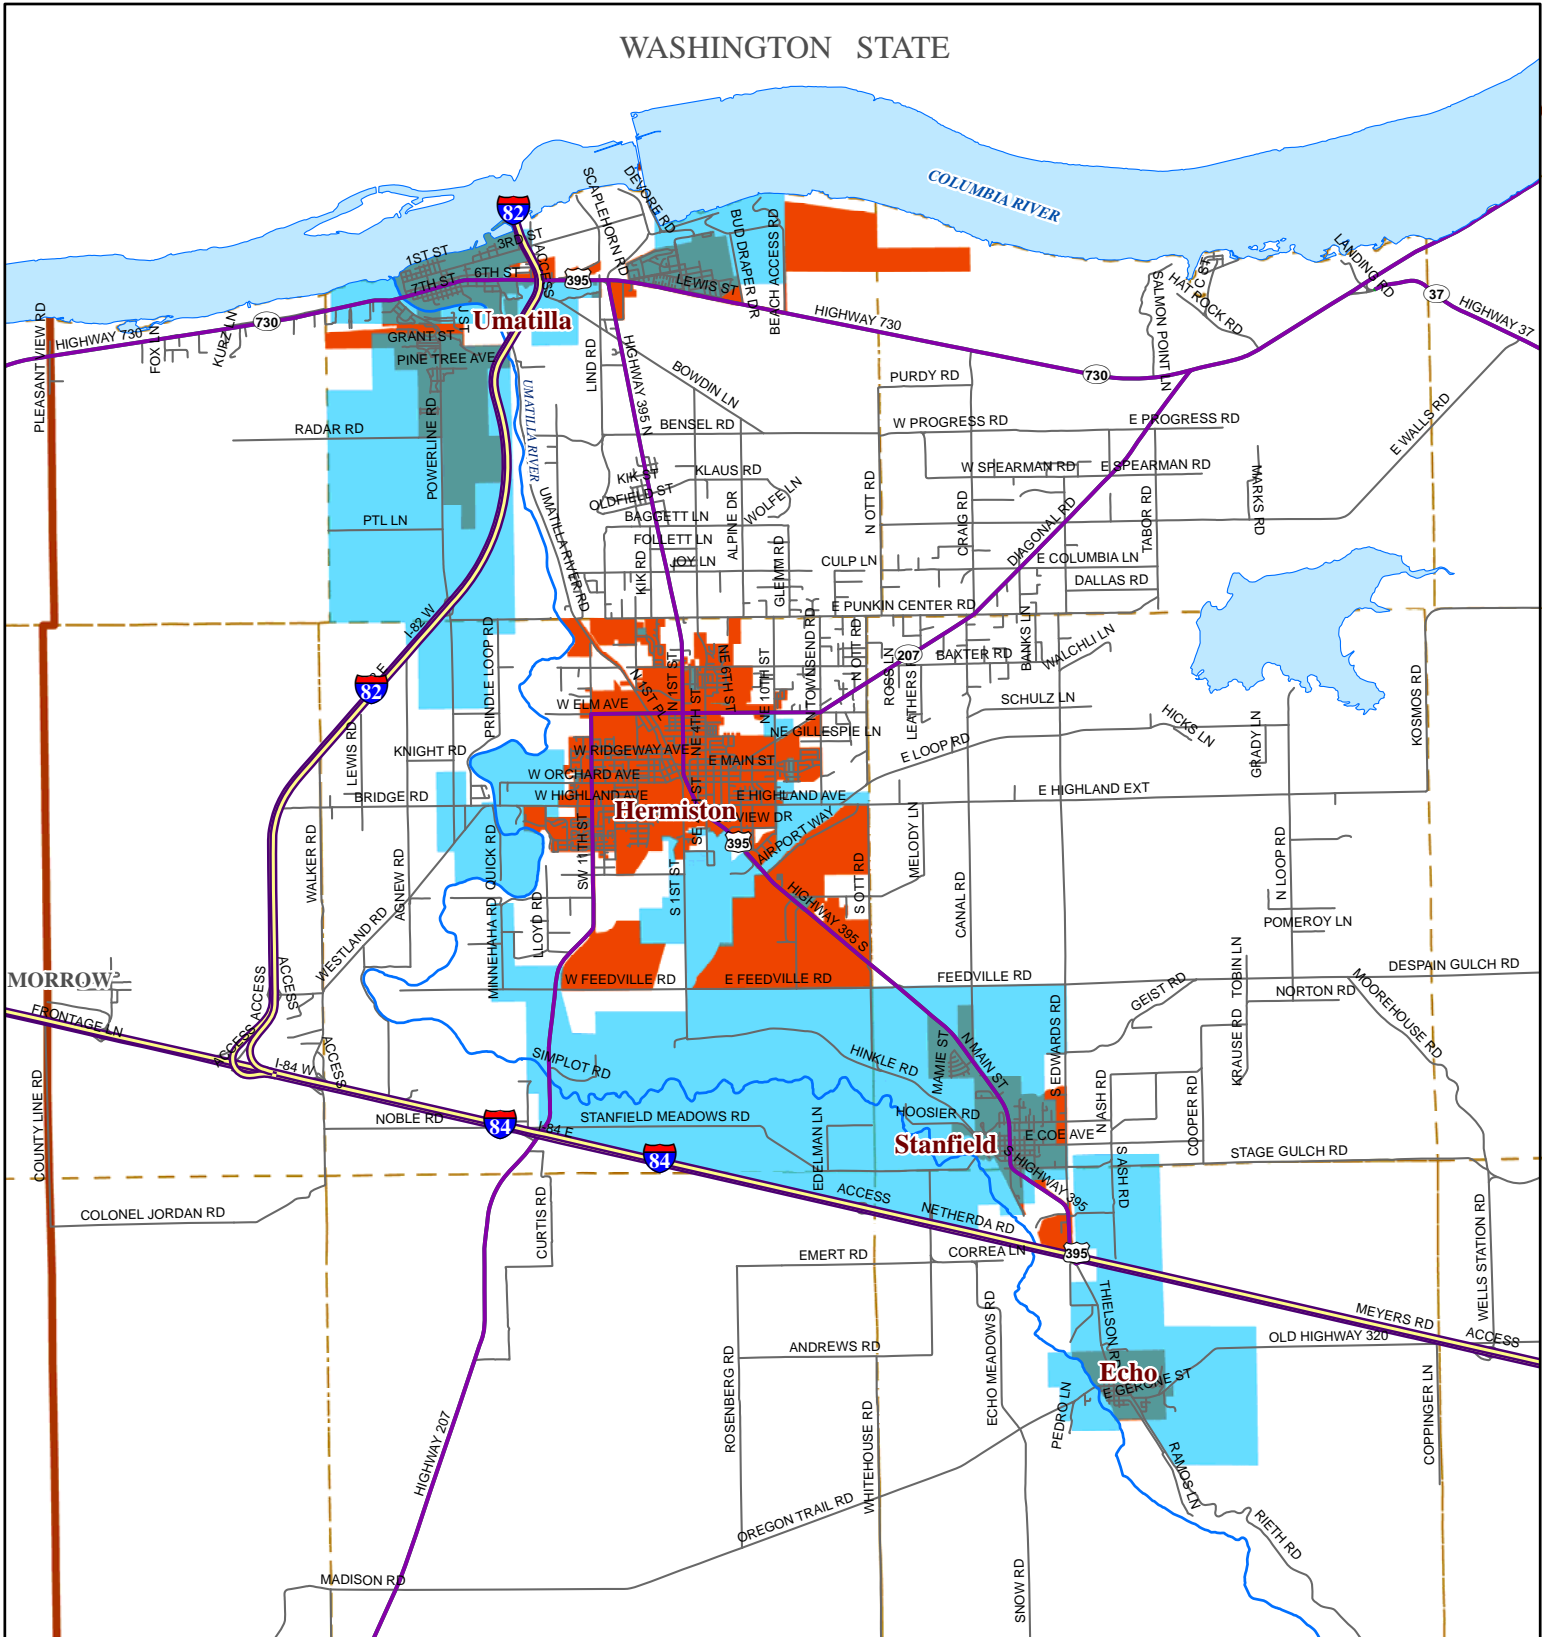 WASHINGTON STATE
COLUMBIA RIVER
SCAPLEHORN RD
DEVORE RD
BUD DRAPER DR
BEACH ACCESS RD
82
3RD ST
1ST ST
ACCESS
6TH ST
7TH ST
395
LEWIS ST
LANDING RD
C ST
HAT ROCK RD
SALMON POINT LN
37
HIGHWAY 37
PLEASANT VIEW RD
HIGHWAY 730
730
FOX LN
KURZ LN
U ST
Umatilla
GRANT ST
PINE TREE AVE
HIGHWAY 730
730
LIND RD
HIGHWAY 395 N
BOWDIN LN
PURDY RD
UMATILLA RIVER
POWERLINE RD
RADAR RD
BENSEL RD
W PROGRESS RD
E PROGRESS RD
E WALLS RD
KIK ST
KLAUS RD
W SPEARMAN RD
E SPEARMAN RD
OLDFIELD ST
WOLFE LN
ALPINE DR
MARKS RD
PTL LN
BAGGETT LN
N OTT RD
CRAIG RD
TABOR RD
UMATILLA RIVER RD
FOLLETT LN
DIAGONAL RD
JOY LN
KIK RD
GLEMM RD
CULP LN
E COLUMBIA LN
DALLAS RD
E PUNKIN CENTER RD
I-82 W
E
82
PRINDLE LOOP RD
N 1ST PL
N 1ST ST
NE 6TH ST
NE 4TH ST
NE 10TH ST
N TOWNSEND RD
N OTT RD
ROSS LN
207
LEATHERS L
BAXTER RD
BANKS LN
WALCHLI LN
KOSMOS RD
W ELM AVE
SCHULZ LN
HICKS LN
GRADY LN
LEWIS RD
KNIGHT RD
NE GILLESPIE LN
W RIDGEWAY AVE
E MAIN ST
E LOOP RD
W ORCHARD AVE
BRIDGE RD
W HIGHLAND AVE
E HIGHLAND AVE
E HIGHLAND EXT
Hermiston
VIEW DR
395
AIRPORT WAY
WALKER RD
AGNEW RD
QUICK RD
SW 11TH ST
S 1ST ST
S OTT RD
MELODY LN
CANAL RD
N LOOP RD
WESTLAND RD
MINNEHAHA RD
LLOYD RD
HIGHWAY 395 S
POMEROY LN
MORROW
ACCESS
W FEEDVILLE RD
E FEEDVILLE RD
FEEDVILLE RD
DESPAIN GULCH RD
TOBIN LN
GEIST RD
NORTON RD
MOOREHOUSE RD
FRONTAGE LN
ACCESS ACCESS
ACCESS
I-84 W
SIMPLOT RD
HINKLE RD
MAMIE ST
N MAIN ST
S EDWARDS RD
KRAUSE RD
COUNTY LINE RD
NOBLE RD
84
I-84 E
STANFIELD MEADOWS RD
HOOSIER RD
E COE AVE
N ASH RD
COOPER RD
Stanfield
84
EDELMAN LN
S HIGHWAY 395
S ASH RD
STAGE GULCH RD
ACCESS
NETHERDA RD
COLONEL JORDAN RD
CURTIS RD
EMERT RD
CORREA LN
395
WELLS STATION RD
THIELSON RD
MEYERS RD
ACCESS
ANDREWS RD
OLD HIGHWAY 320
ROSENBERG RD
ECHO MEADOWS RD
Echo
E GERONE ST
PEDRO LN
COPPINGER LN
HIGHWAY 207
WHITEHOUSE RD
RAMOS LN
OREGON TRAIL RD
RIETH RD
MADISON RD
SNOW RD